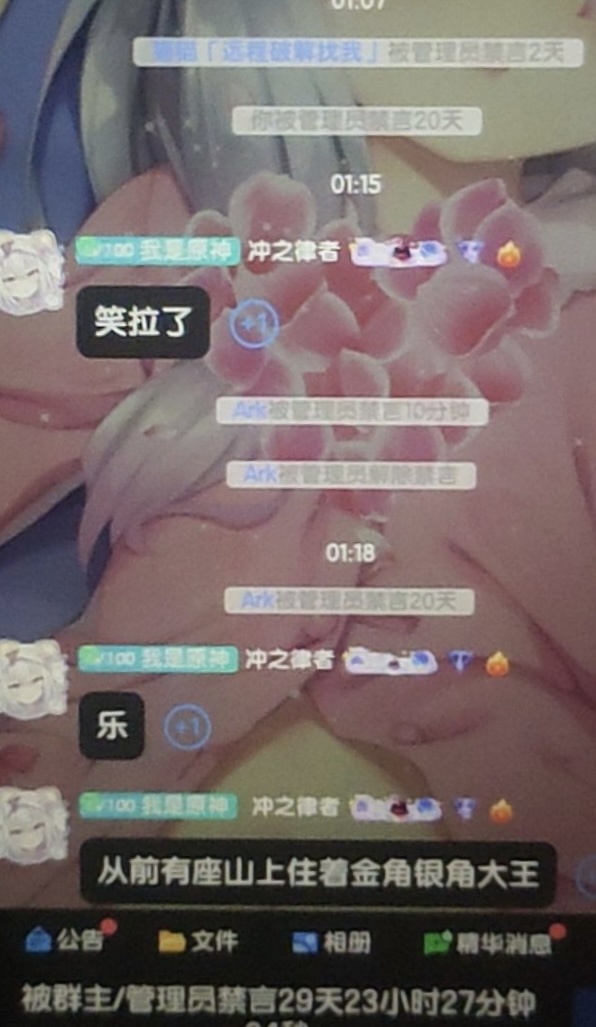 01:07
猫猫「远程破解找我」被管理员禁言2天
你被管理员禁言20天
01:15
100 我是原神 冲之律者
笑拉了
+1
Ark被管理员禁言10分钟
Ark被管理员解除禁言
01:18
Ark被管理员禁言20天
100 我是原神 冲之律者
乐
+1
100 我是原神 冲之律者
从前有座山上住着金角银角大王
公告 文件 相册 精华消息
被群主/管理员禁言29天23小时27分钟